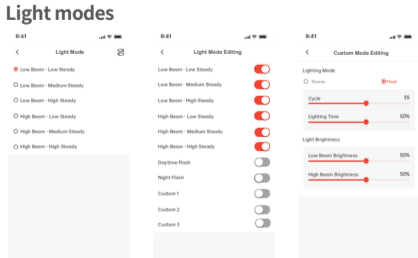 Light modes
9:41
Light Mode
Low Beam - Low Steady
Low Beam - Medium Steady
Low Beam - High Steady
High Beam - Low Steady
High Beam - Medium Steady
High Beam - High Steady
9:41
Light Mode Editing
Low Beam - Low Steady
Low Beam - Medium Steady
Low Beam - High Steady
High Beam - Low Steady
High Beam - Medium Steady
High Beam - High Steady
Daytime Flash
Night Flash
Custom 1
Custom 2
Custom 3
9:41
Custom Mode Editing
Lighting Mode
Steady Flash
Cycle 3S
Lighting Time 50%
Light Brightness
Low Beam Brightness 50%
High Beam Brightness 50%